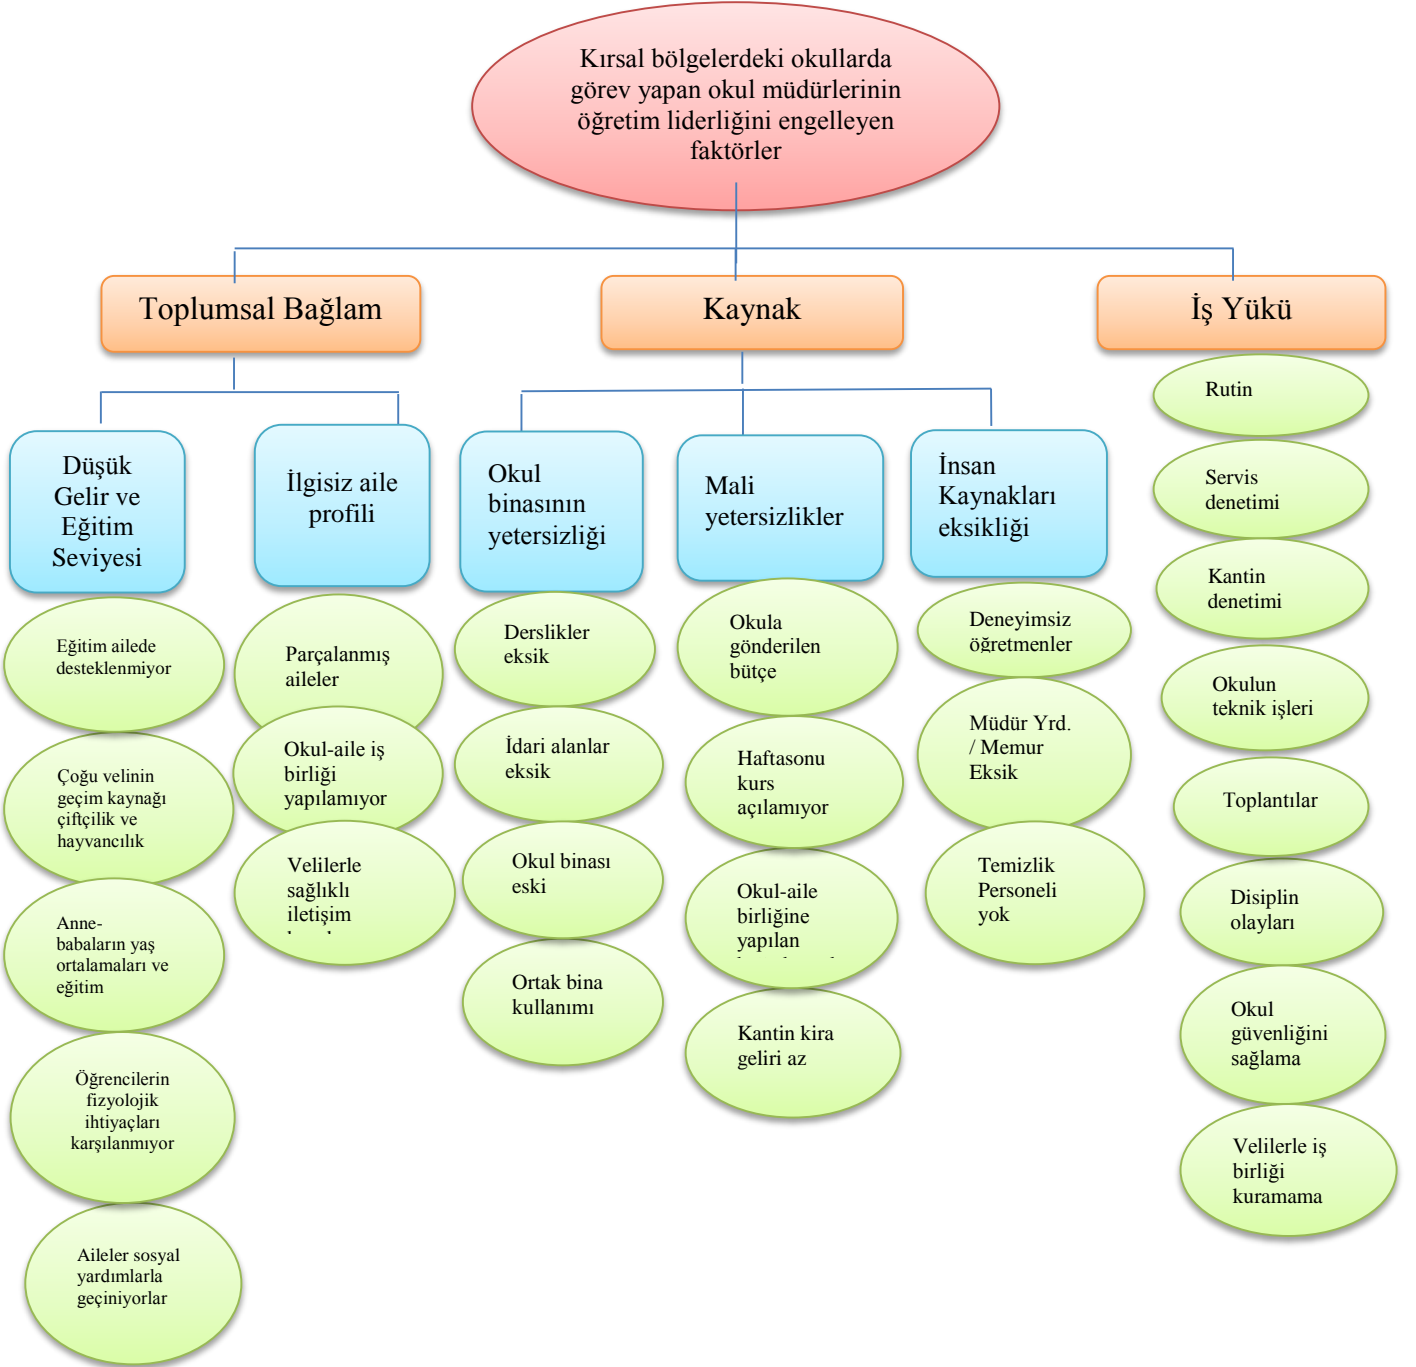 Kırsal bölgelerdeki okullarda
görev yapan okul müdürlerinin
öğretim liderliğini engelleyen
faktörler
Toplumsal Bağlam
Kaynak
İş Yükü
Düşük
Gelir ve
Eğitim
Seviyesi
İlgisiz aile
profili
Okul
binasının
yetersizliği
Mali
yetersizlikler
İnsan
Kaynakları
eksikliği
Eğitim ailede
desteklenmiyor
Çoğu velinin
geçim kaynağı
çiftçilik ve
hayvancılık
Anne-
babaların yaş
ortalamaları ve
eğitim
Öğrencilerin
fizyolojik
ihtiyaçları
karşılanmıyor
Aileler sosyal
yardımlarla
geçiniyorlar
Parçalanmış
aileler
Okul-aile iş
birliği
yapılamıyor
Velilerle
sağlıklı
iletişim
Derslikler
eksik
İdari alanlar
eksik
Okul binası
eski
Ortak bina
kullanımı
Okula
gönderilen
bütçe
Haftasonu
kurs
açılamıyor
Okul-aile
birliğine
yapılan
Kantin kira
geliri az
Deneyimsiz
öğretmenler
Müdür Yrd.
/ Memur
Eksik
Temizlik
Personeli
yok
Rutin
Servis
denetimi
Kantin
denetimi
Okulun
teknik işleri
Toplantılar
Disiplin
olayları
Okul
güvenliğini
sağlama
Velilerle iş
birliği
kuramama